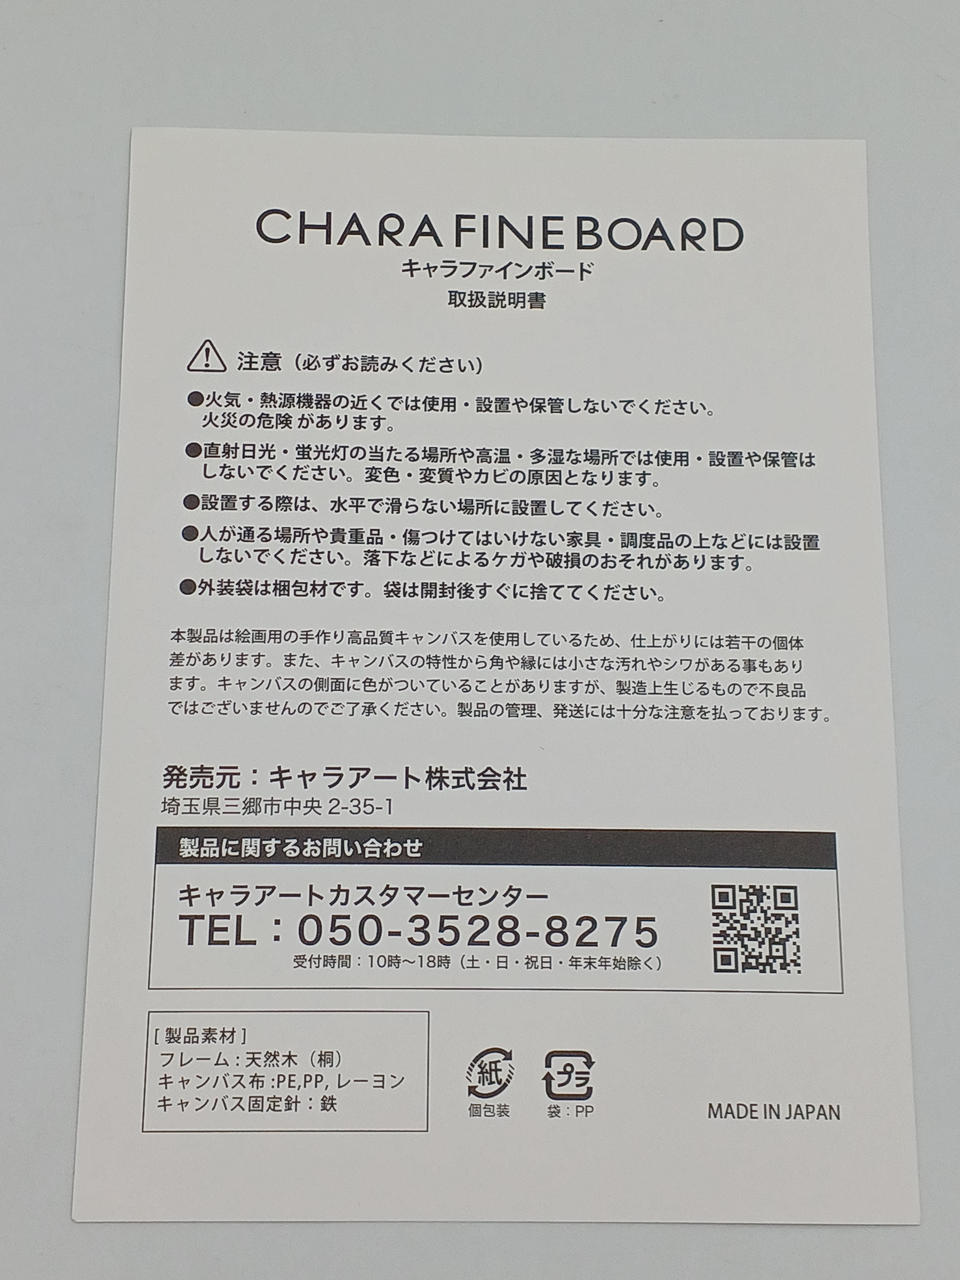 CHARA FINE BOARD
キャラファインボード
取扱説明書
注意（必ずお読みください）
●火気・熱源機器の近くでは使用・設置や保管しないでください。
火災の危険 があります。
●直射日光・蛍光灯の当たる場所や高温・多湿な場所では使用・設置や保管は
しないでください。変色・変質やカビの原因となります。
●設置する際は、水平で滑らない場所に設置してください。
●人が通る場所や貴重品・傷つけてはいけない家具・調度品の上などには設置
しないでください。落下などによるケガや破損のおそれがあります。
●外装袋は梱包材です。袋は開封後すぐに捨ててください。
本製品は絵画用の手作り高品質キャンバスを使用しているため、仕上がりには若干の個体
差があります。また、キャンバスの特性から角や縁には小さな汚れやシワがある事もあり
ます。キャンバスの側面に色がついていることがありますが、製造上生じるもので不良品
ではございませんのでご了承ください。製品の管理、発送には十分な注意を払っております。
発売元：キャラアート株式会社
埼玉県三郷市中央 2-35-1
製品に関するお問い合わせ
キャラアートカスタマーセンター
TEL：050-3528-8275
受付時間：10時〜18時（土・日・祝日・年末年始除く）
[ 製品素材 ]
フレーム : 天然木（桐）
キャンバス布 :PE,PP, レーヨン
キャンバス固定針：鉄
紙
個包装
プラ
袋：PP
MADE IN JAPAN